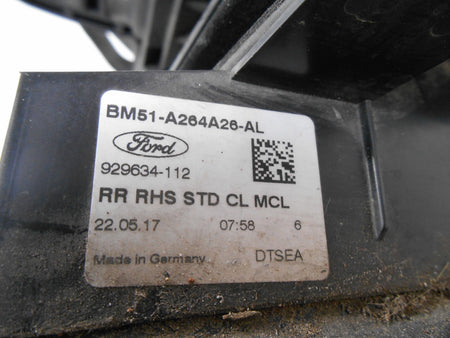 BM51-A264A26-AL
Ford
929634-112
RR RHS STD CL MCL
22.05.17 07:58 6
Made in Germany DTSEA